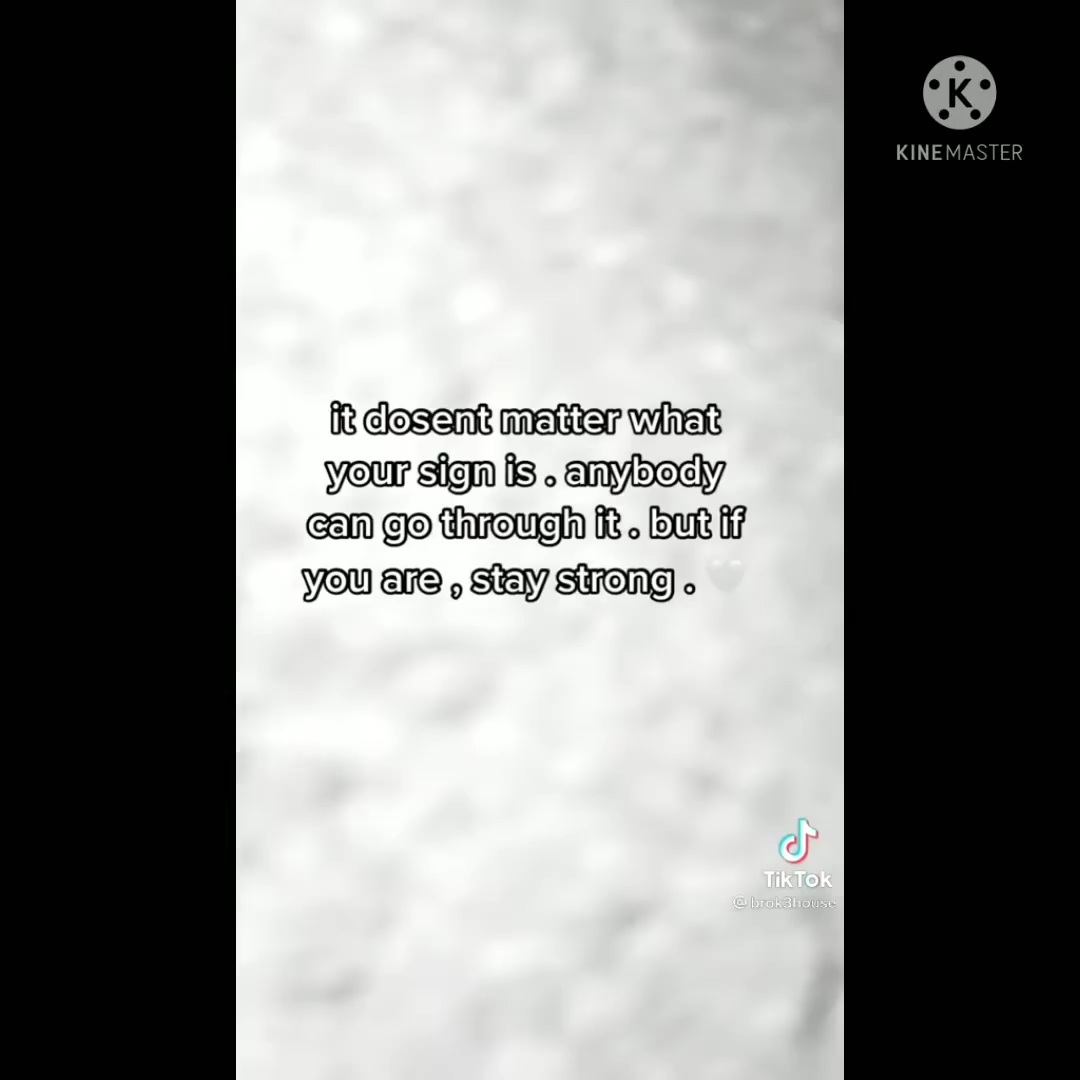 KINEMASTER
it dosent matter what
your sign is . anybody
can go through it . but if
you are , stay strong . 🤍
TikTok
@brok3house